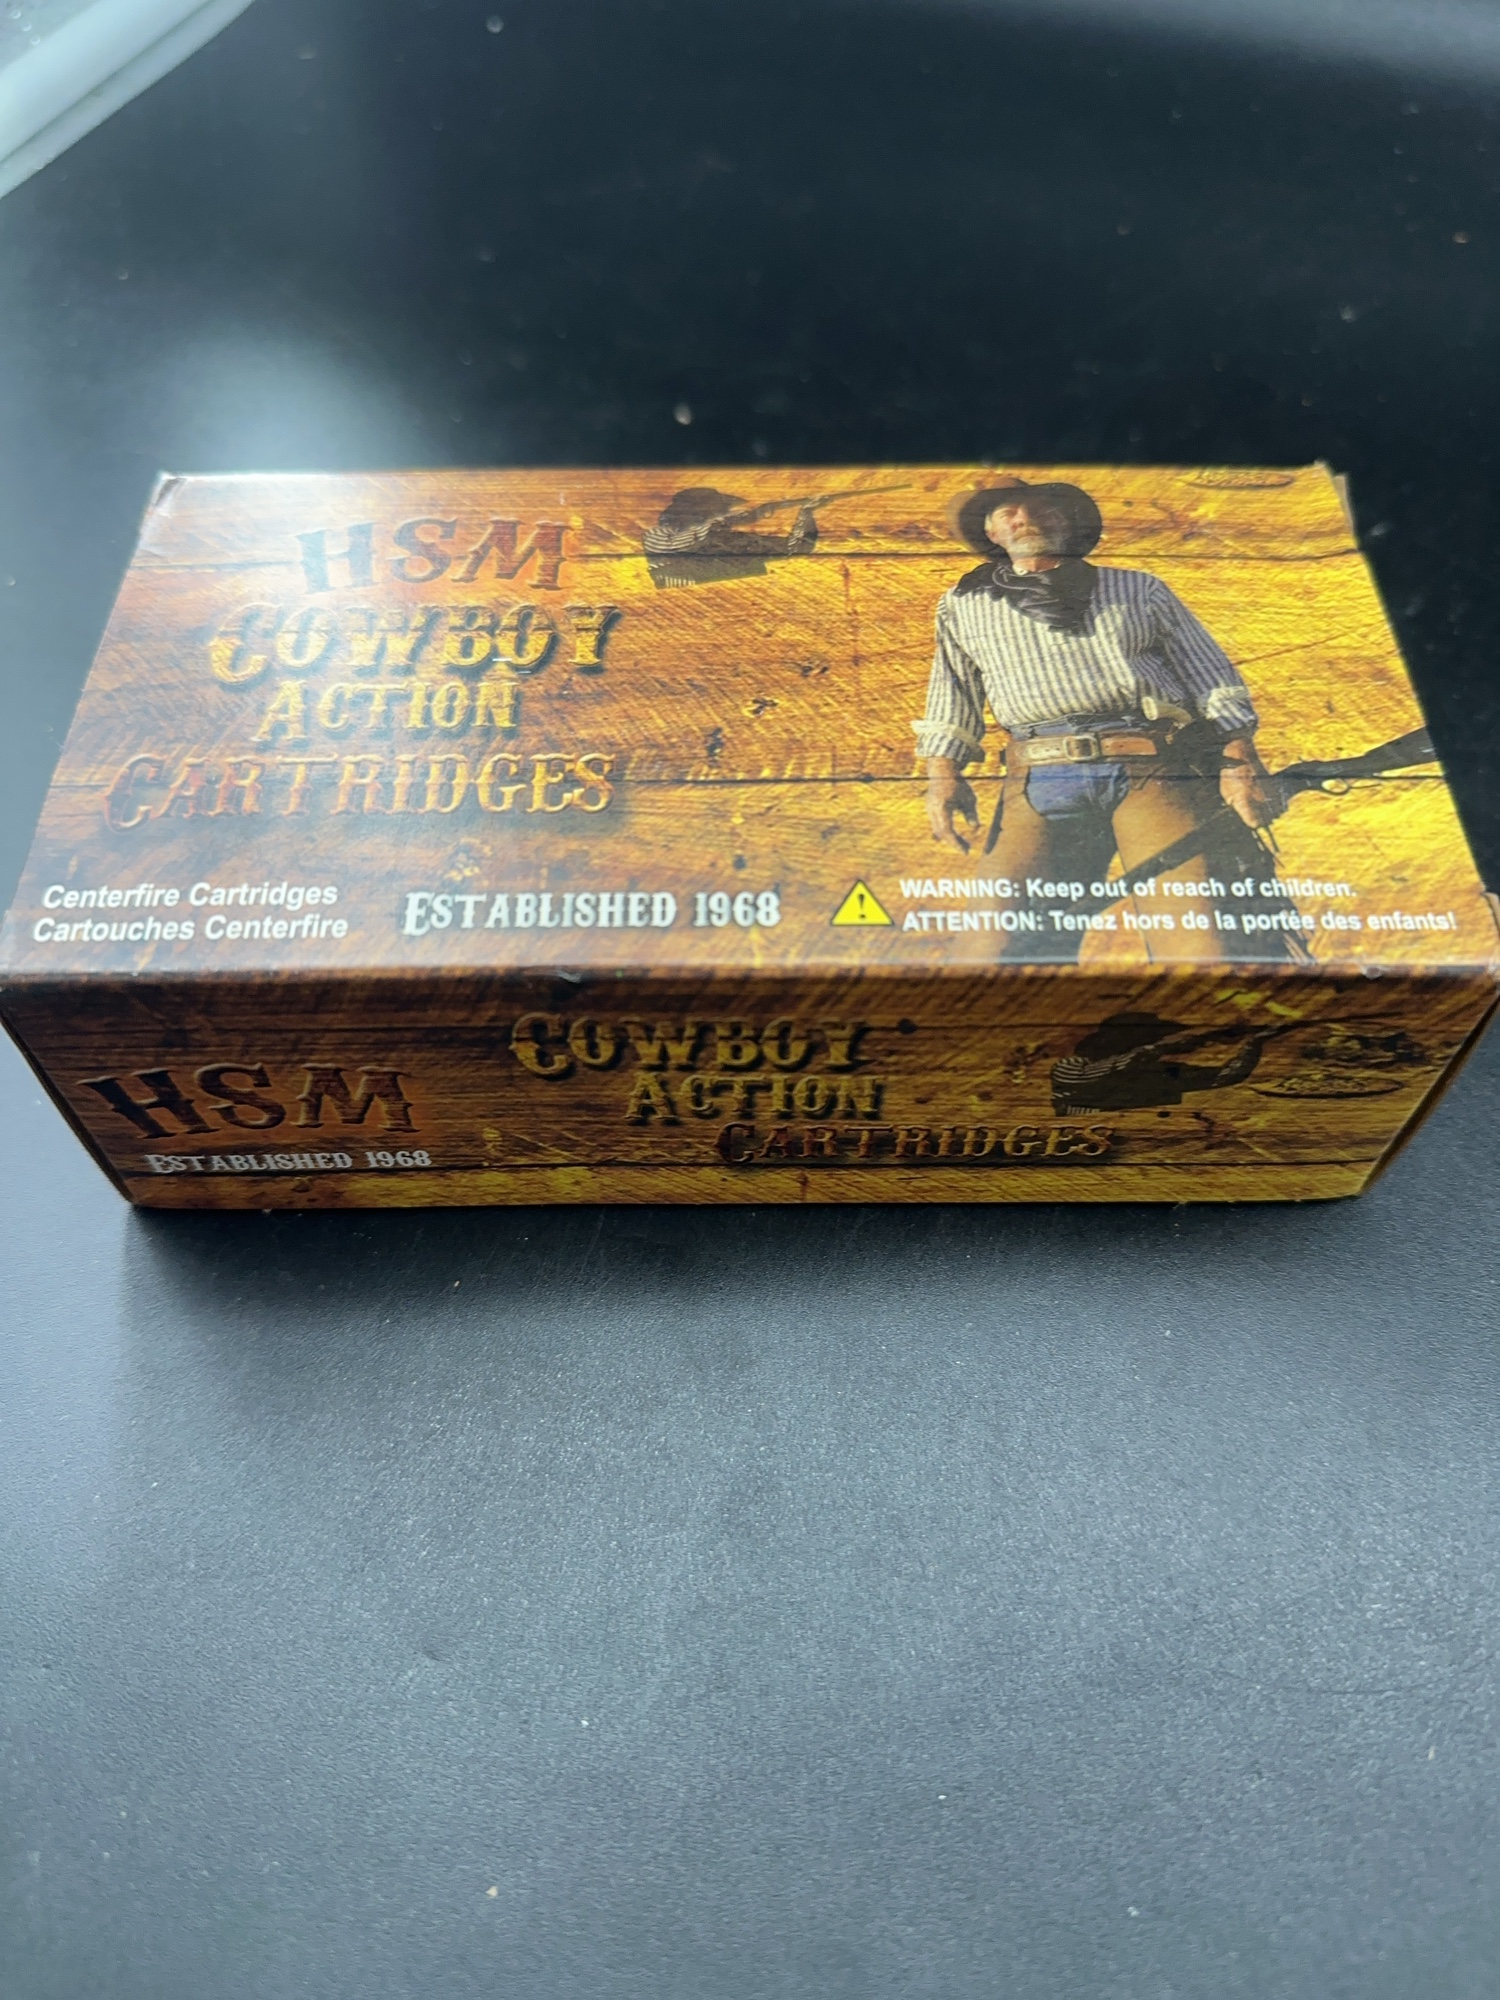 HSM
COWBOY
ACTION
CARTRIDGES
Centerfire Cartridges
Cartouches Centerfire
ESTABLISHED 1968
WARNING: Keep out of reach of children.
ATTENTION: Tenez hors de la portée des enfants!
HSM
ESTABLISHED 1968
COWBOY
ACTION
CARTRIDGES